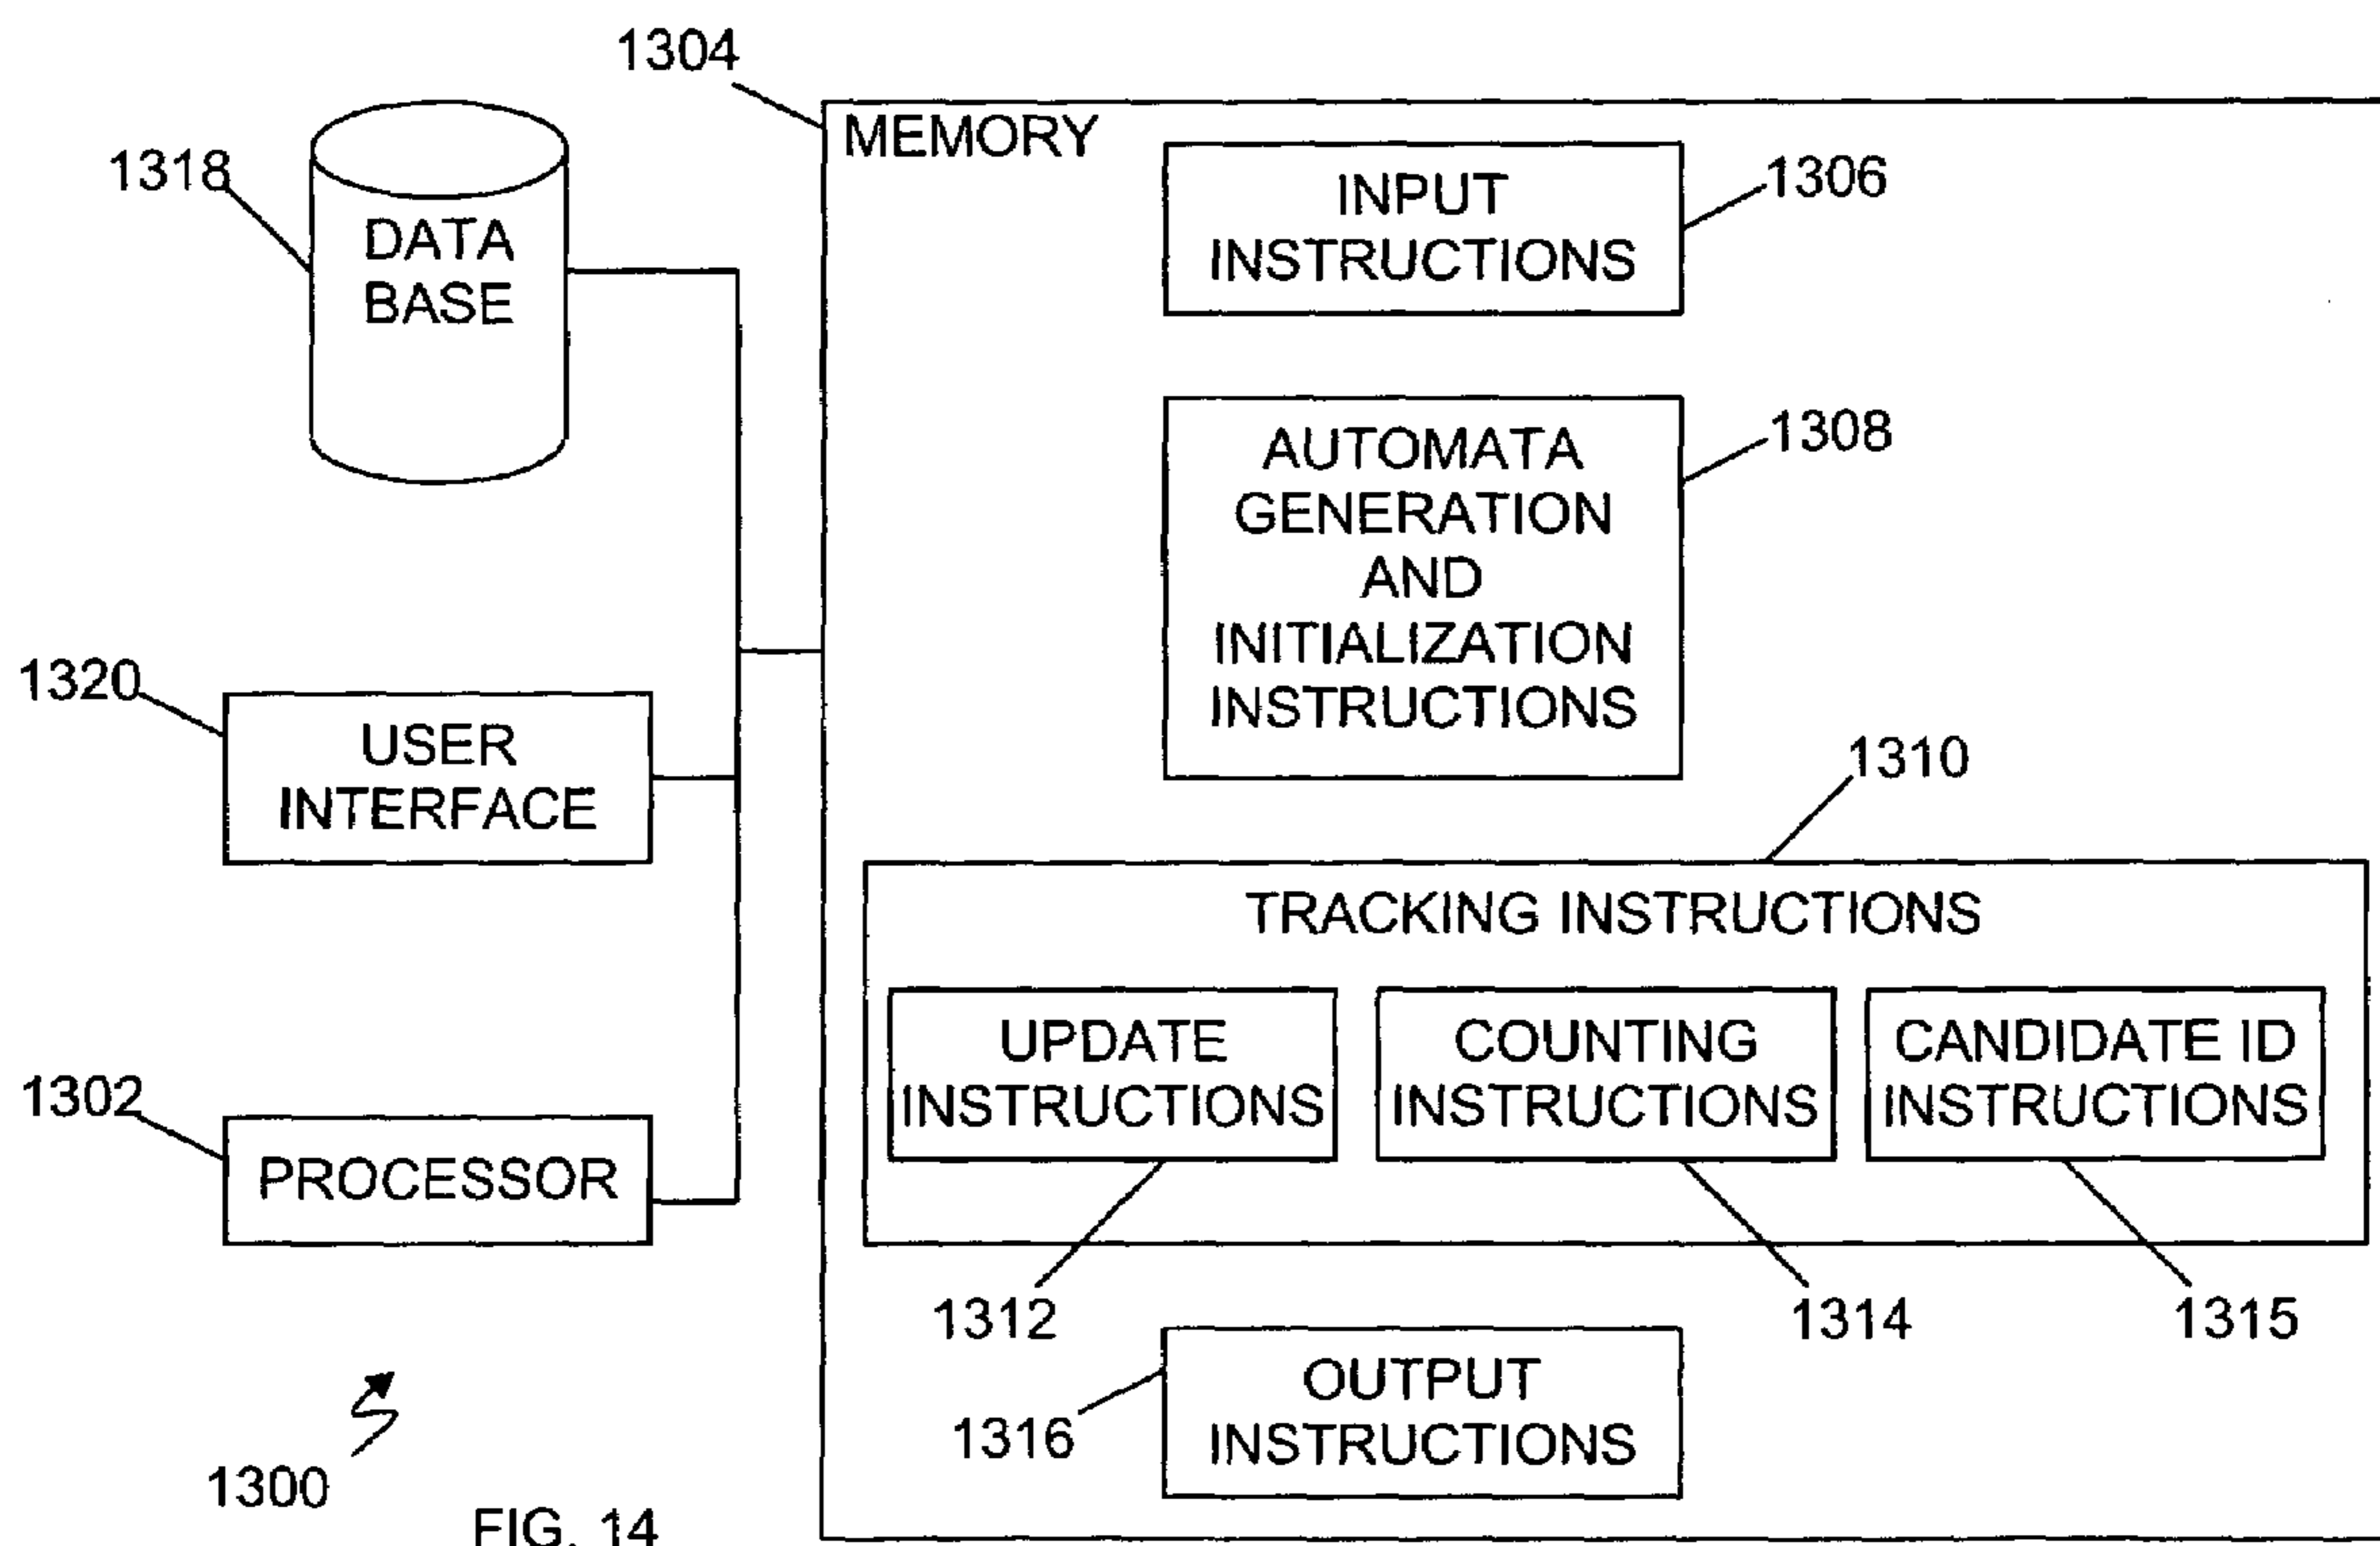 1304
MEMORY
1318
DATA
BASE
INPUT
INSTRUCTIONS
1306
AUTOMATA
GENERATION
AND
INITIALIZATION
INSTRUCTIONS
1308
1320
USER
INTERFACE
1310
TRACKING INSTRUCTIONS
UPDATE
INSTRUCTIONS
COUNTING
INSTRUCTIONS
CANDIDATE ID
INSTRUCTIONS
1302
PROCESSOR
1312
1314
1315
OUTPUT
INSTRUCTIONS
1316
1300
FIG. 14